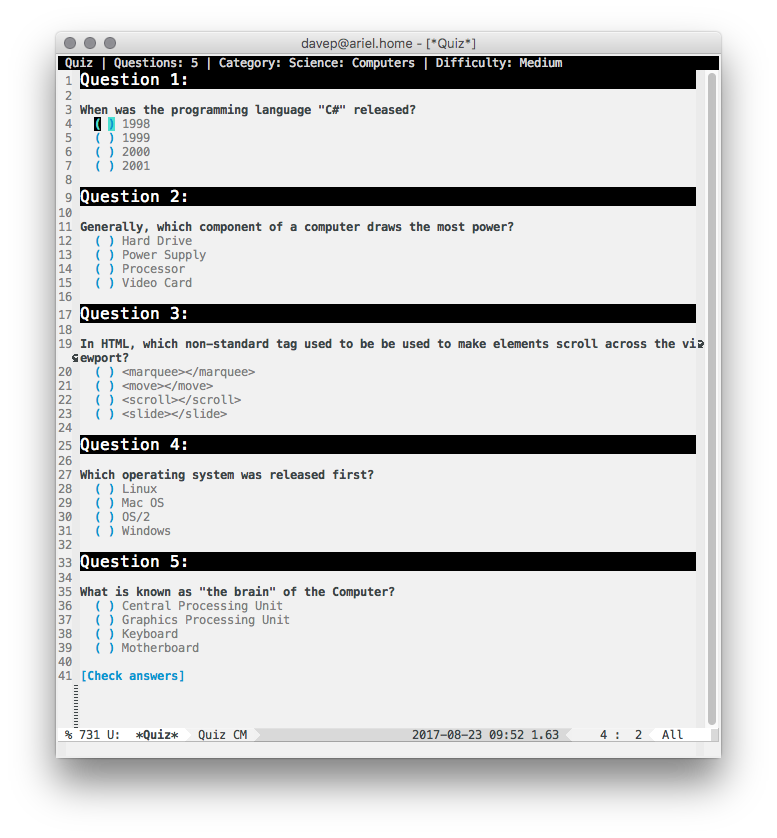 davep@ariel.home - [*Quiz*]
Quiz | Questions: 5 | Category: Science: Computers | Difficulty: Medium
1 Question 1:
2
3 When was the programming language "C#" released?
4 ( ) 1998
5 ( ) 1999
6 ( ) 2000
7 ( ) 2001
8
9 Question 2:
10
11 Generally, which component of a computer draws the most power?
12 ( ) Hard Drive
13 ( ) Power Supply
14 ( ) Processor
15 ( ) Video Card
16
17 Question 3:
18
19 In HTML, which non-standard tag used to be be used to make elements scroll across the vi
ewport?
20 ( ) <marquee></marquee>
21 ( ) <move></move>
22 ( ) <scroll></scroll>
23 ( ) <slide></slide>
24
25 Question 4:
26
27 Which operating system was released first?
28 ( ) Linux
29 ( ) Mac OS
30 ( ) OS/2
31 ( ) Windows
32
33 Question 5:
34
35 What is known as "the brain" of the Computer?
36 ( ) Central Processing Unit
37 ( ) Graphics Processing Unit
38 ( ) Keyboard
39 ( ) Motherboard
40
41 [Check answers]
% 731 U: *Quiz* Quiz CM 2017-08-23 09:52 1.63 4 : 2 All